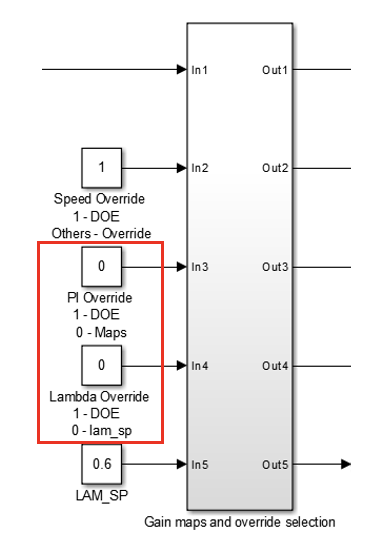 In1
Out1
1
In2
Out2
Speed Override
1 - DOE
Others - Override
0
In3
Out3
PI Override
1 - DOE
0 - Maps
0
In4
Out4
Lambda Override
1 - DOE
0 - lam_sp
0.6
In5
Out5
LAM_SP
Gain maps and override selection